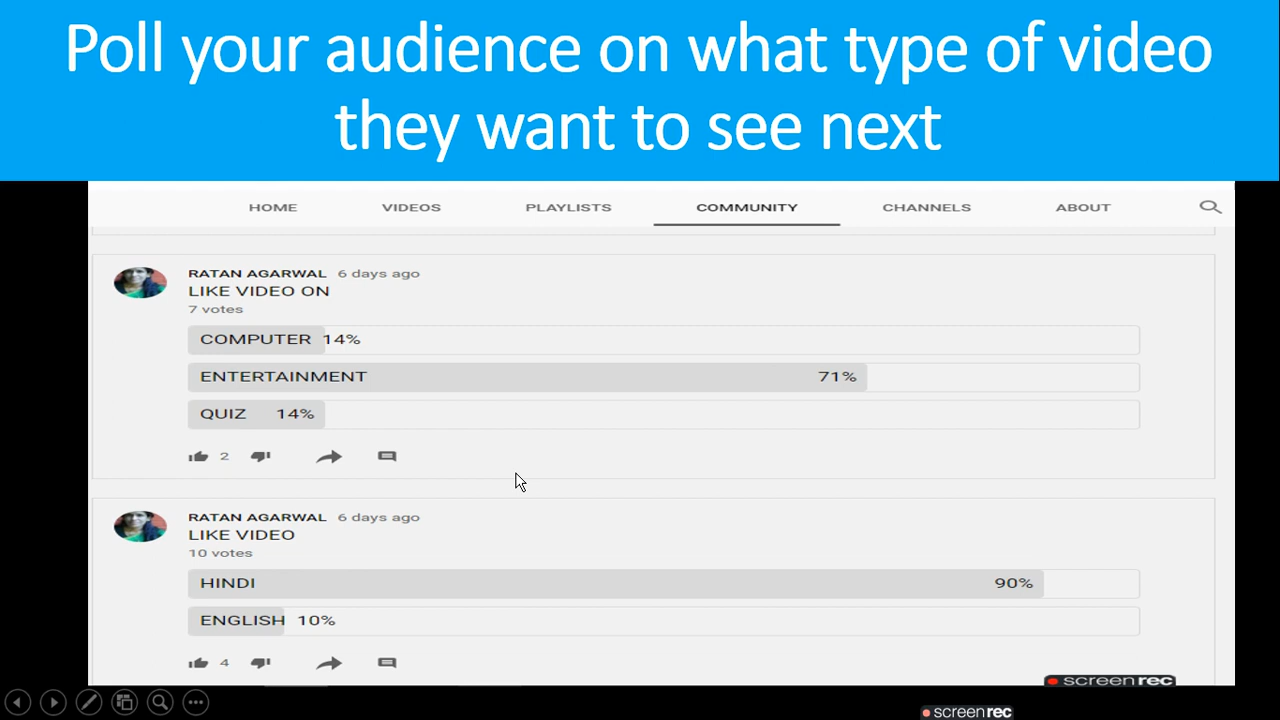 Poll your audience on what type of video
they want to see next
HOME VIDEOS PLAYLISTS COMMUNITY CHANNELS ABOUT
RATAN AGARWAL 6 days ago
LIKE VIDEO ON
7 votes
COMPUTER 14%
ENTERTAINMENT 71%
QUIZ 14%
2
RATAN AGARWAL 6 days ago
LIKE VIDEO
10 votes
HINDI 90%
ENGLISH 10%
4
screenrec
screenrec